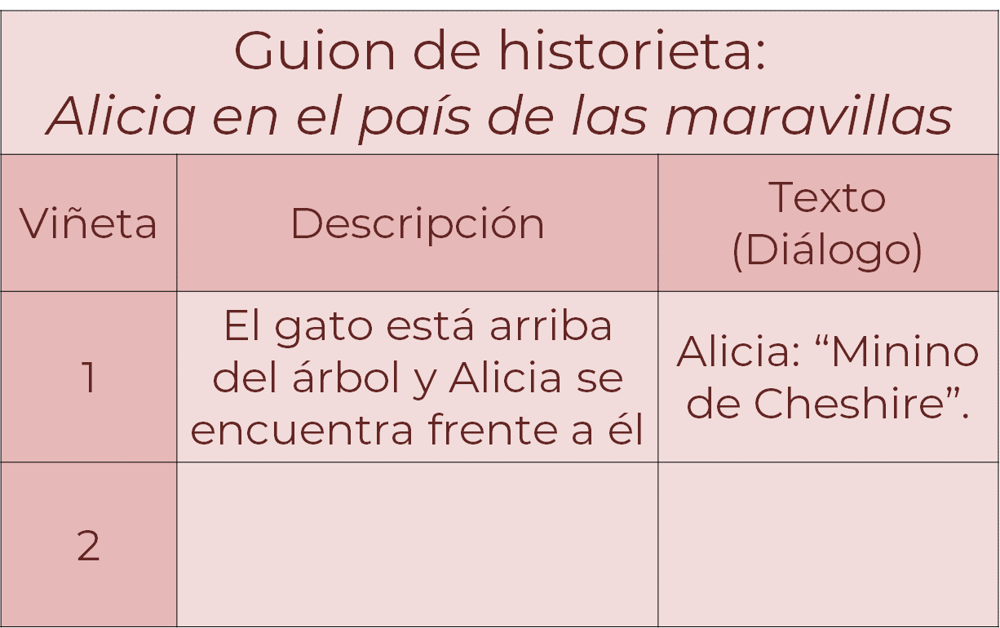 Guion de historieta:
Alicia en el país de las maravillas
Viñeta
Descripción
Texto
(Diálogo)
1
El gato está arriba
del árbol y Alicia se
encuentra frente a él
Alicia: “Minino
de Cheshire”.
2